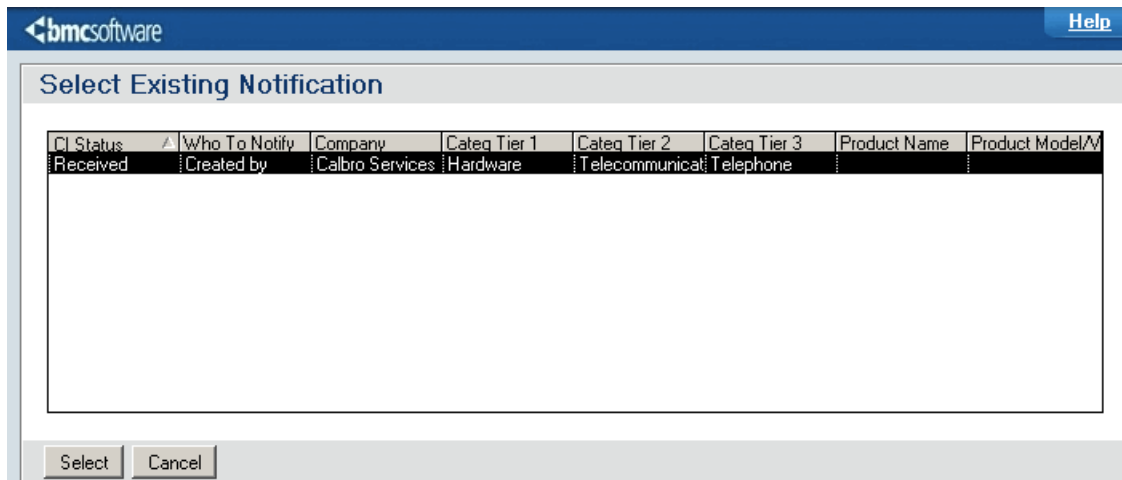 bmcsoftware Help
Select Existing Notification
CI Status Who To Notify Company Categ Tier 1 Categ Tier 2 Categ Tier 3 Product Name Product Model/V
Received Created by Calbro Services Hardware Telecommunicat Telephone
Select Cancel